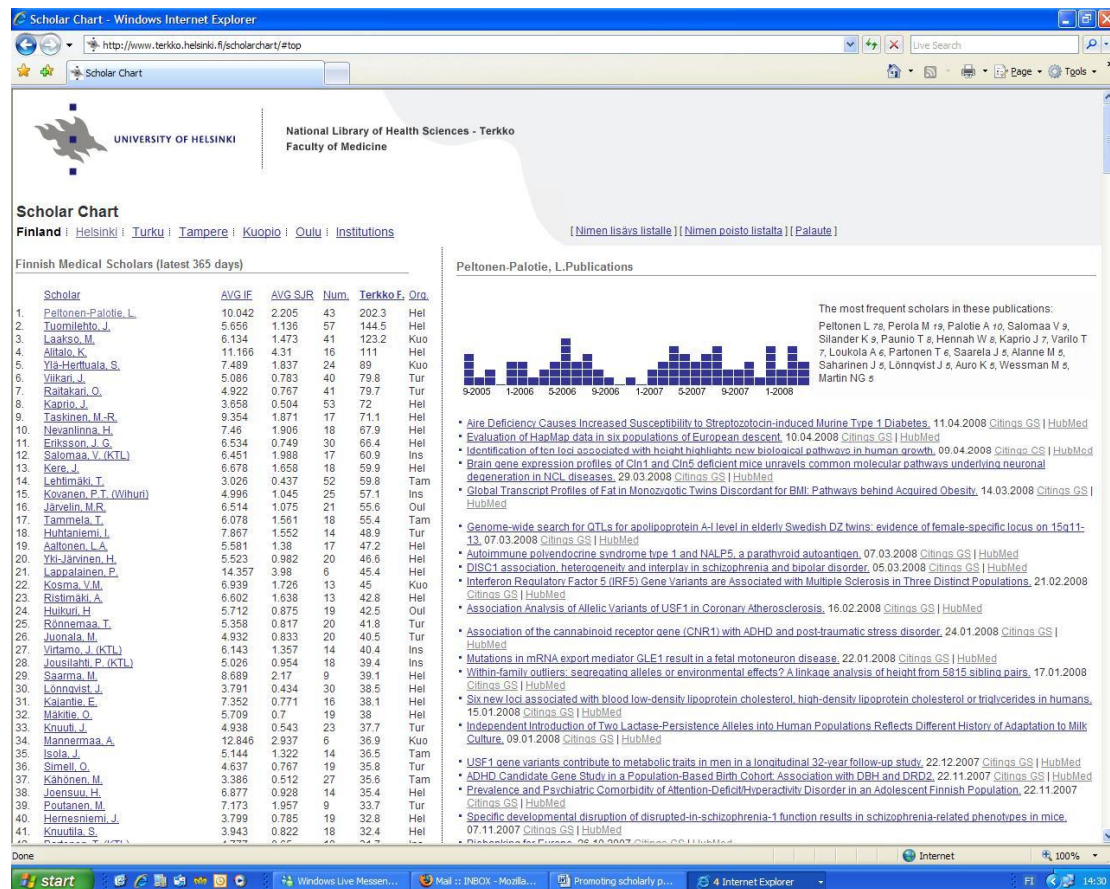 Scholar Chart - Windows Internet Explorer
http://www.terkko.helsinki.fi/scholarchart/#top
Live Search
Scholar Chart
Page
Tools
UNIVERSITY OF HELSINKI
National Library of Health Sciences - Terkko
Faculty of Medicine
Scholar Chart
Finland Helsinki Turku Tampere Kuopio Oulu Institutions
[ Nimen lisäys listalle ] [ Nimen poisto listalta ] [ Palaute ]
Finnish Medical Scholars (latest 365 days)
Scholar AVG IF AVG SJR Num. Terkko F. Org.
1. Peltonen-Palotie, L. 10.042 2.205 43 202.3 Hel
2. Tuomilehto, J. 5.656 1.136 57 144.5 Hel
3. Laakso, M. 6.134 1.473 41 123.2 Kuo
4. Alitalo, K. 11.166 4.31 16 111 Hel
5. Ylä-Herttuala, S. 7.489 1.837 24 89 Kuo
6. Viikari, J. 5.086 0.783 40 79.8 Tur
7. Raitakari, O. 4.922 0.767 41 79.7 Tur
8. Kaprio, J. 3.658 0.504 53 72 Hel
9. Taskinen, M.-R. 9.354 1.871 17 71.1 Hel
10. Nevanlinna, H. 7.46 1.906 18 67.9 Hel
11. Eriksson, J. G. 6.534 0.749 30 66.4 Hel
12. Salomaa, V. (KTL) 6.451 1.988 17 60.9 Ins
13. Kere, J. 6.678 1.658 18 59.9 Hel
14. Lehtimäki, T. 3.026 0.437 52 59.8 Tam
15. Kovanen, P.T. (Wihuri) 4.996 1.045 25 57.1 Ins
16. Järvelin, M.R. 6.514 1.075 21 55.6 Oul
17. Tammela, T. 6.078 1.561 18 55.4 Tam
18. Huhtaniemi, I. 7.867 1.552 14 48.9 Tur
19. Aaltonen, L.A. 5.581 1.38 17 47.2 Hel
20. Yki-Järvinen, H. 5.523 0.982 20 46.6 Hel
21. Lappalainen, P. 14.357 3.98 6 45.4 Hel
22. Kosma, V.M. 6.939 1.726 13 45 Kuo
23. Ristimäki, A. 6.602 1.638 13 42.8 Hel
24. Huikuri, H 5.712 0.875 19 42.5 Oul
25. Rönnemaa, T. 5.358 0.817 20 41.8 Tur
26. Juonala, M. 4.932 0.833 20 40.5 Tur
27. Virtamo, J. (KTL) 6.143 1.357 14 40.4 Ins
28. Jousilahti, P. (KTL) 5.026 0.954 18 39.4 Ins
29. Saarma, M. 8.689 2.17 9 39.1 Hel
30. Lönnqvist, J. 3.791 0.434 30 38.5 Hel
31. Kajantie, E. 7.352 0.771 16 38.1 Hel
32. Mäkitie, O. 5.709 0.7 19 38 Hel
33. Knuuti, J. 4.938 0.543 23 37.7 Tur
34. Mannermaa, A. 12.846 2.937 6 36.9 Kuo
35. Isola, J. 5.144 1.322 14 36.5 Tam
36. Simell, O. 4.637 0.767 19 35.8 Tur
37. Kähönen, M. 3.386 0.512 27 35.6 Tam
38. Joensuu, H. 6.877 0.928 14 35.4 Hel
39. Poutanen, M. 7.173 1.957 9 33.7 Tur
40. Hernesniemi, J. 3.799 0.785 19 32.8 Hel
41. Knuutila, S. 3.943 0.822 18 32.4 Hel
Peltonen-Palotie, L.Publications
9-2005 1-2006 5-2006 9-2006 1-2007 5-2007 9-2007 1-2008
The most frequent scholars in these publications:
Peltonen L 78, Perola M 19, Palotie A 10, Salomaa V 9,
Silander K 9, Paunio T 8, Hennah W 8, Kaprio J 7, Varilo T
7, Loukola A 6, Partonen T 6, Saarela J 5, Alanne M 5,
Saharinen J 5, Lönnqvist J 5, Auro K 5, Wessman M 5,
Martin NG 5
Aire Deficiency Causes Increased Susceptibility to Streptozotocin-induced Murine Type 1 Diabetes. 11.04.2008 Citings GS | HubMed
Evaluation of HapMap data in six populations of European descent. 10.04.2008 Citings GS | HubMed
Identification of ten loci associated with height highlights new biological pathways in human growth. 09.04.2008 Citings GS | HubMed
Brain gene expression profiles of Cln1 and Cln5 deficient mice unravels common molecular pathways underlying neuronal
degeneration in NCL diseases. 29.03.2008 Citings GS | HubMed
Global Transcript Profiles of Fat in Monozygotic Twins Discordant for BMI: Pathways behind Acquired Obesity. 14.03.2008 Citings GS |
HubMed
Genome-wide search for QTLs for apolipoprotein A-I level in elderly Swedish DZ twins: evidence of female-specific locus on 15q11-
13. 07.03.2008 Citings GS | HubMed
Autoimmune polyendocrine syndrome type 1 and NALP5, a parathyroid autoantigen. 07.03.2008 Citings GS | HubMed
DISC1 association, heterogeneity and interplay in schizophrenia and bipolar disorder. 05.03.2008 Citings GS | HubMed
Interferon Regulatory Factor 5 (IRF5) Gene Variants are Associated with Multiple Sclerosis in Three Distinct Populations. 21.02.2008
Citings GS | HubMed
Association Analysis of Allelic Variants of USF1 in Coronary Atherosclerosis. 16.02.2008 Citings GS | HubMed
Association of the cannabinoid receptor gene (CNR1) with ADHD and post-traumatic stress disorder. 24.01.2008 Citings GS |
HubMed
Mutations in mRNA export mediator GLE1 result in a fetal motoneuron disease. 22.01.2008 Citings GS | HubMed
Within-family outliers: segregating alleles or environmental effects? A linkage analysis of height from 5815 sibling pairs. 17.01.2008
Citings GS | HubMed
Six new loci associated with blood low-density lipoprotein cholesterol, high-density lipoprotein cholesterol or triglycerides in humans.
15.01.2008 Citings GS | HubMed
Independent Introduction of Two Lactase-Persistence Alleles into Human Populations Reflects Different History of Adaptation to Milk
Culture. 09.01.2008 Citings GS | HubMed
USF1 gene variants contribute to metabolic traits in men in a longitudinal 32-year follow-up study. 22.12.2007 Citings GS | HubMed
ADHD Candidate Gene Study in a Population-Based Birth Cohort: Association with DBH and DRD2. 22.11.2007 Citings GS | HubMed
Prevalence and Psychiatric Comorbidity of Attention-Deficit/Hyperactivity Disorder in an Adolescent Finnish Population. 22.11.2007
Citings GS | HubMed
Specific developmental disruption of disrupted-in-schizophrenia-1 function results in schizophrenia-related phenotypes in mice.
07.11.2007 Citings GS | HubMed
Done
Internet
100%
start
Windows Live Messen...
Mail :: INBOX - Mozilla...
Promoting scholarly p...
4 Internet Explorer
FI
14:30